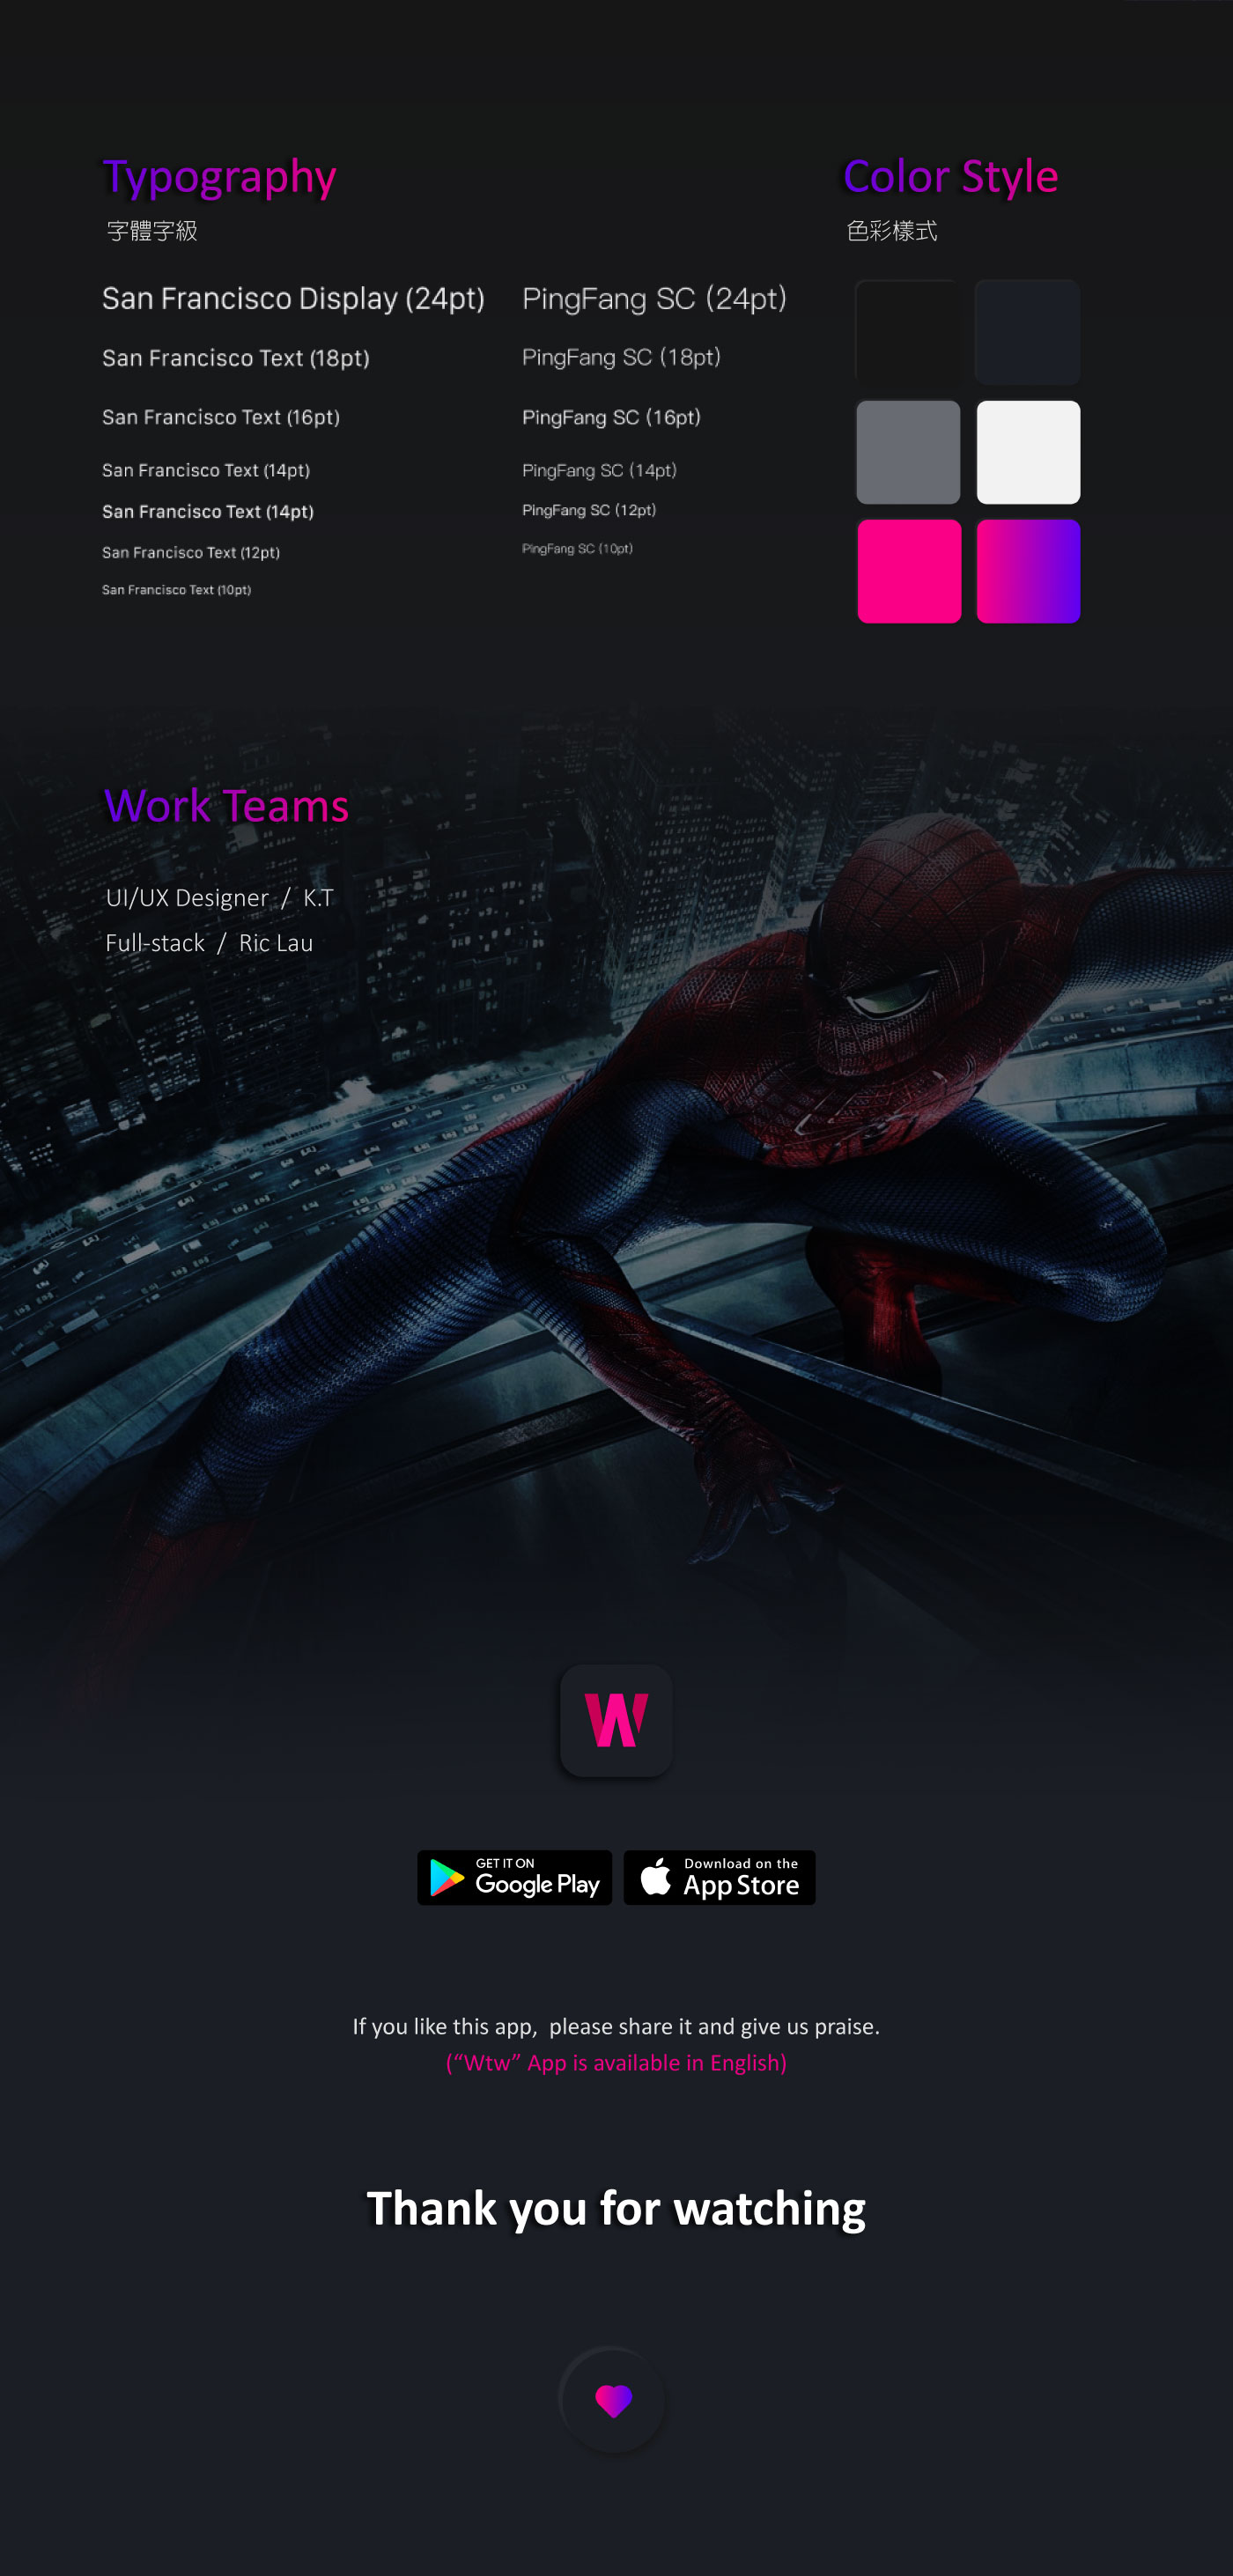 Typography
字體字級
San Francisco Display (24pt)
San Francisco Text (18pt)
San Francisco Text (16pt)
San Francisco Text (14pt)
San Francisco Text (14pt)
San Francisco Text (12pt)
San Francisco Text (10pt)
PingFang SC (24pt)
PingFang SC (18pt)
PingFang SC (16pt)
PingFang SC (14pt)
PingFang SC (12pt)
PingFang SC (10pt)
Color Style
色彩樣式
Work Teams
UI/UX Designer / K.T
Full-stack / Ric Lau
W
GET IT ON
Google Play
Download on the
App Store
If you like this app, please share it and give us praise.
(“Wtw” App is available in English)
Thank you for watching